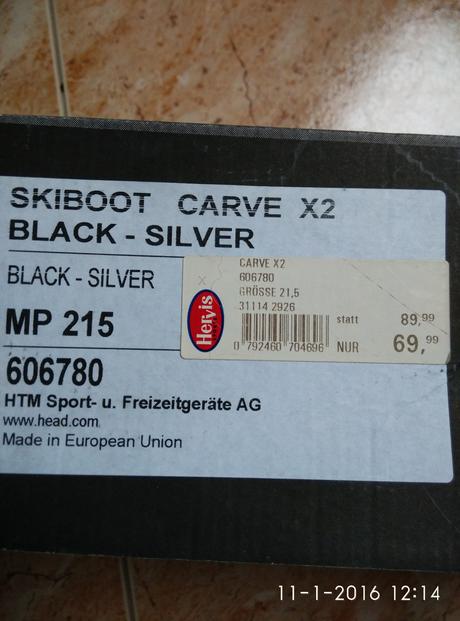 SKIBOOT CARVE X2
BLACK - SILVER
BLACK - SILVER
MP 215
606780
HTM Sport- u. Freizeitgeräte AG
www.head.com
Made in European Union
Hervis
CARVE X2
606780
GRÖSSE 21,5
31114 2926
0 792460 704696
statt 89,99
NUR 69,99
11-1-2016 12:14